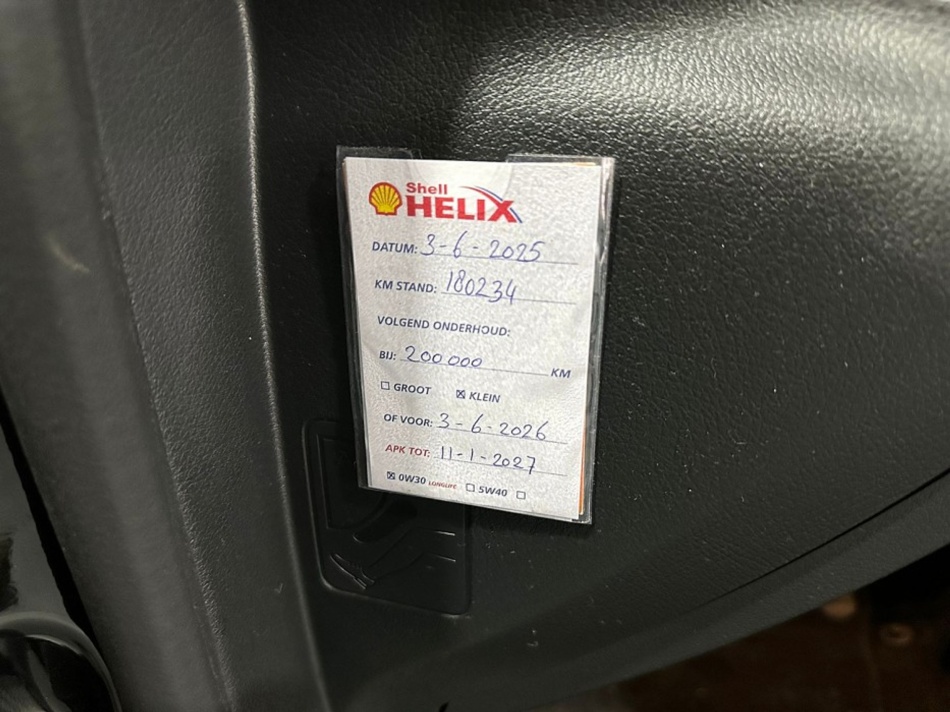 Shell
HELIX
DATUM: 3-6-2025
KM STAND: 180234
VOLGEND ONDERHOUD:
BIJ: 200000 KM
☐ GROOT ☒ KLEIN
OF VOOR: 3-6-2026
APK TOT: 11-1-2027
☒ 0W30 LONGLIFE ☐ 5W40 ☐